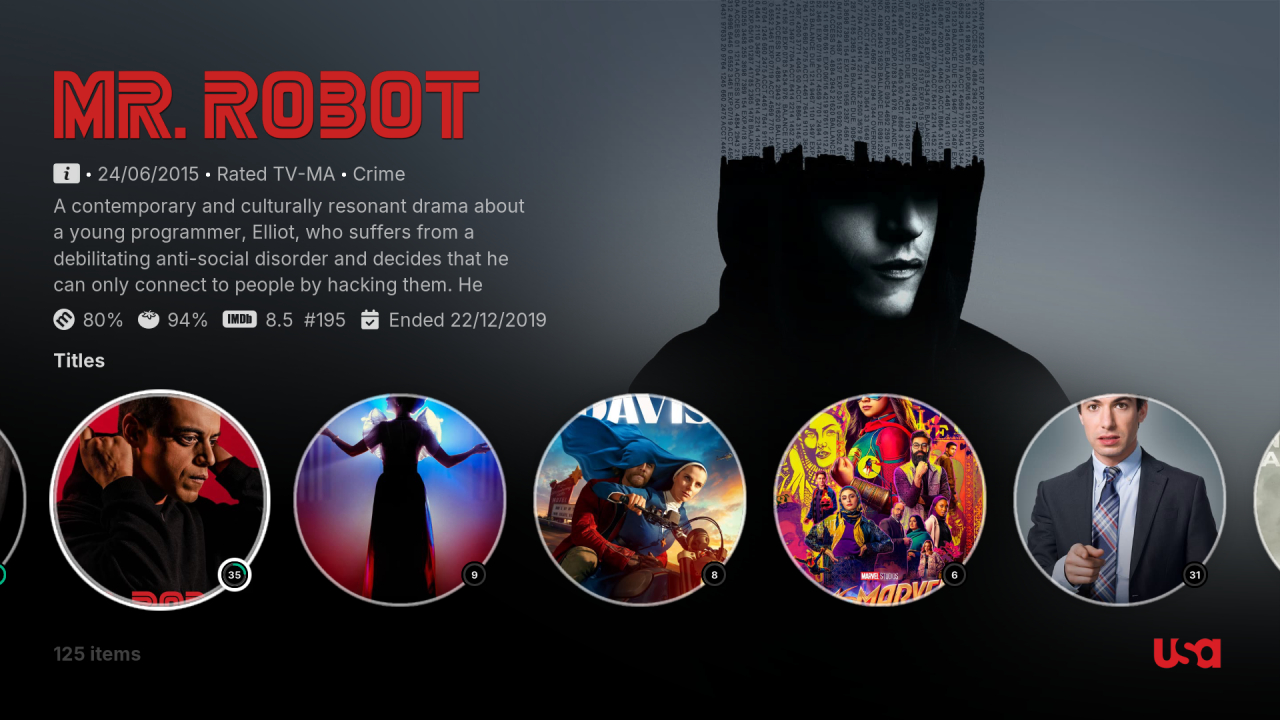 MR. ROBOT
i • 24/06/2015 • Rated TV-MA • Crime
A contemporary and culturally resonant drama about
a young programmer, Elliot, who suffers from a
debilitating anti-social disorder and decides that he
can only connect to people by hacking them. He
80% 94% IMDb 8.5 #195 Ended 22/12/2019
Titles
DAVIS
MARVEL STUDIOS
MARVEL
35 9 8 6 31
125 items
usa